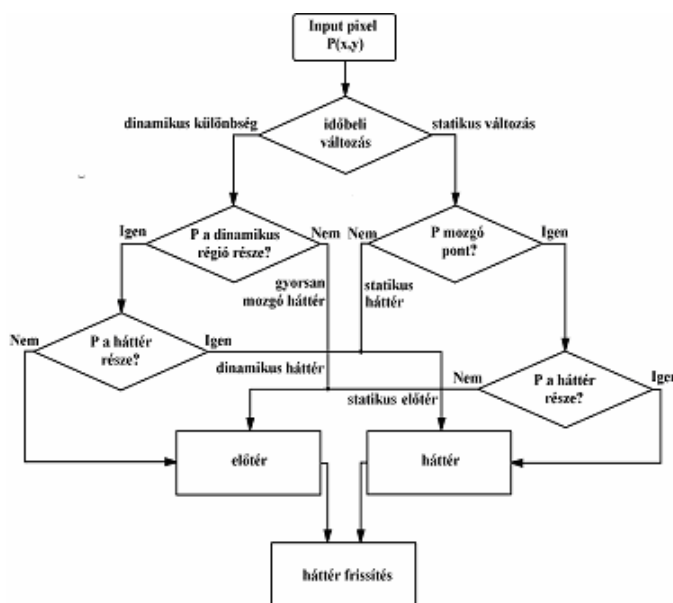 Input pixel
P(x,y)
dinamikus különbség
időbeli
változás
statikus változás
Igen
P a dinamikus
régió része?
Nem
Nem
P mozgó
pont?
Igen
gyorsan
mozgó háttér
statikus
háttér
Nem
P a háttér
része?
Igen
dinamikus háttér
Nem
P a háttér
része?
Igen
statikus előtér
előtér
háttér
háttér frissítés